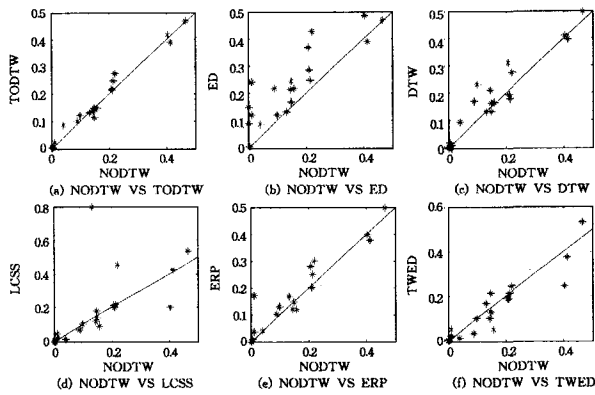 0.5
0.4
0.3
0.2
0.1
0
TODTW
0
0.2
0.4
NODTW
(a) NODTW VS TODTW
0.5
0.4
0.3
0.2
0.1
0
ED
0
0.2
0.4
NODTW
(b) NODTW VS ED
0.5
0.4
0.3
0.2
0.1
0
DTW
0
0.2
0.4
NODTW
(c) NODTW VS DTW
0.8
0.6
0.4
0.2
0
LCSS
0
0.2
0.4
NODTW
(d) NODTW VS LCSS
0.5
0.4
0.3
0.2
0.1
0
ERP
0
0.2
0.4
NODTW
(e) NODTW VS ERP
0.6
0.4
0.2
0
TWED
0
0.2
0.4
NODTW
(f) NODTW VS TWED